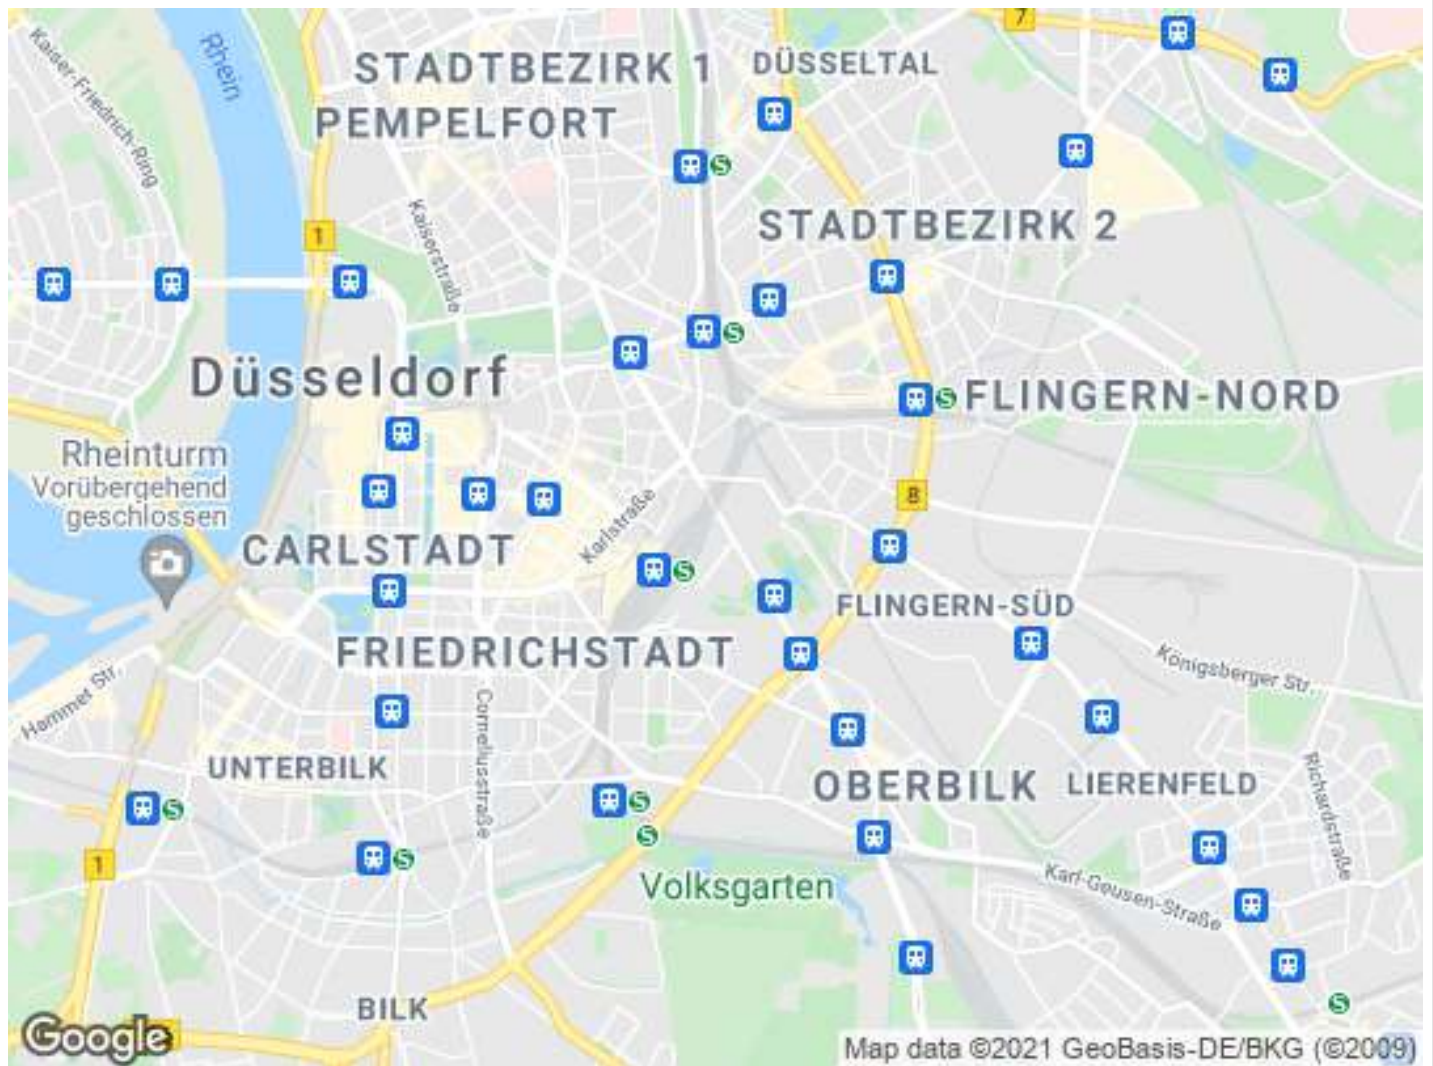 7
Kaiser-Friedrich-Ring
Rhein
STADTBEZIRK 1
DÜSSELTAL
PEMPELFORT
S
Kaiserstraße
STADTBEZIRK 2
1
S
Düsseldorf
S
FLINGERN-NORD
Rheinturm
Vorübergehend
geschlossen
8
Karlstraße
CARLSTADT
S
FLINGERN-SÜD
FRIEDRICHSTADT
Königsberger Str.
Hammer Str.
Corneliusstraße
UNTERBILK
OBERBILK
LIERENFELD
Richardstraße
S
S
S
1
S
Volksgarten
Karl-Geusen-Straße
BILK
S
Google
Map data ©2021 GeoBasis-DE/BKG (©2009)